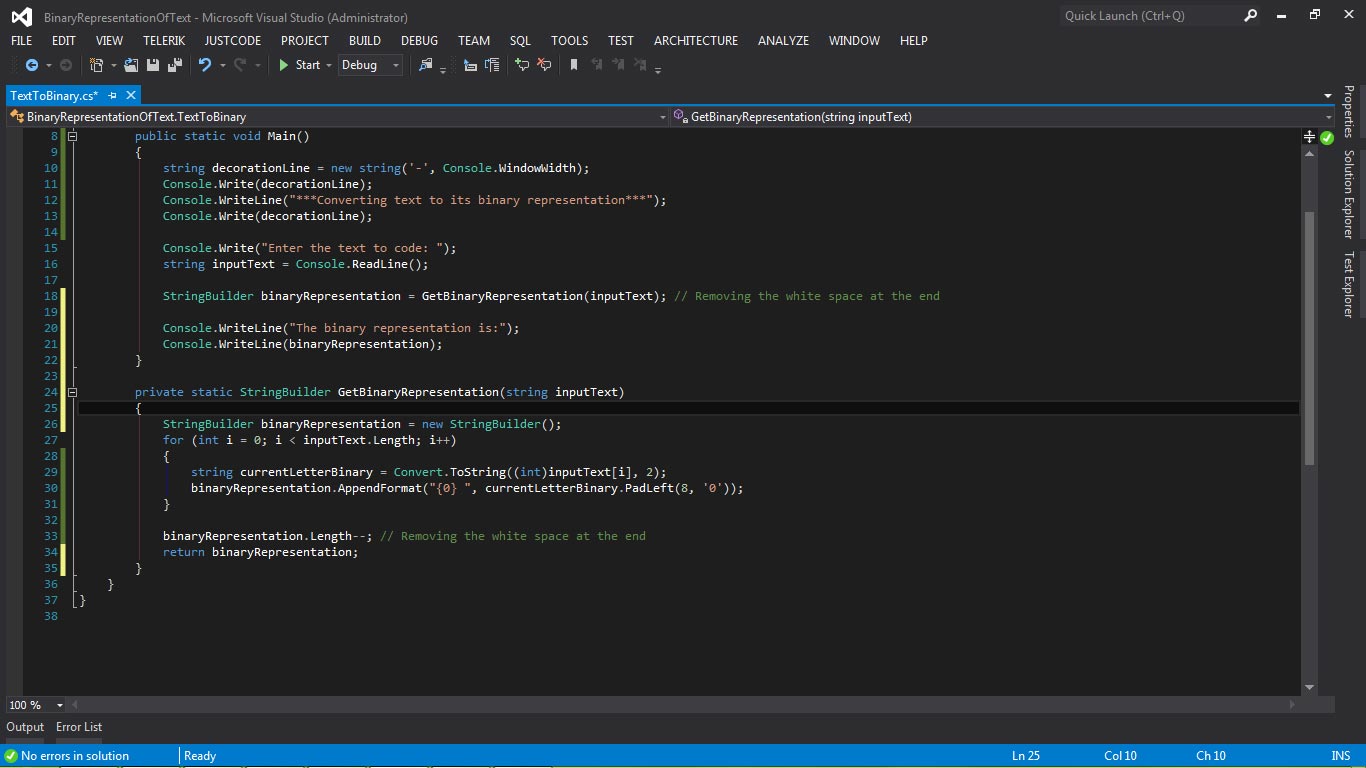 BinaryRepresentationOfText - Microsoft Visual Studio (Administrator)
Quick Launch (Ctrl+Q)
FILE EDIT VIEW TELERIK JUSTCODE PROJECT BUILD DEBUG TEAM SQL TOOLS TEST ARCHITECTURE ANALYZE WINDOW HELP
Start Debug
TextToBinary.cs*
BinaryRepresentationOfText.TextToBinary
GetBinaryRepresentation(string inputText)
8 public static void Main()
9 {
10 string decorationLine = new string('-', Console.WindowWidth);
11 Console.Write(decorationLine);
12 Console.WriteLine("***Converting text to its binary representation***");
13 Console.Write(decorationLine);
14
15 Console.Write("Enter the text to code: ");
16 string inputText = Console.ReadLine();
17
18 StringBuilder binaryRepresentation = GetBinaryRepresentation(inputText); // Removing the white space at the end
19
20 Console.WriteLine("The binary representation is:");
21 Console.WriteLine(binaryRepresentation);
22 }
23
24 private static StringBuilder GetBinaryRepresentation(string inputText)
25 {
26 StringBuilder binaryRepresentation = new StringBuilder();
27 for (int i = 0; i < inputText.Length; i++)
28 {
29 string currentLetterBinary = Convert.ToString((int)inputText[i], 2);
30 binaryRepresentation.AppendFormat("{0} ", currentLetterBinary.PadLeft(8, '0'));
31 }
32
33 binaryRepresentation.Length--; // Removing the white space at the end
34 return binaryRepresentation;
35 }
36 }
37 }
38
Properties
Solution Explorer
Test Explorer
100 %
Output Error List
No errors in solution Ready Ln 25 Col 10 Ch 10 INS